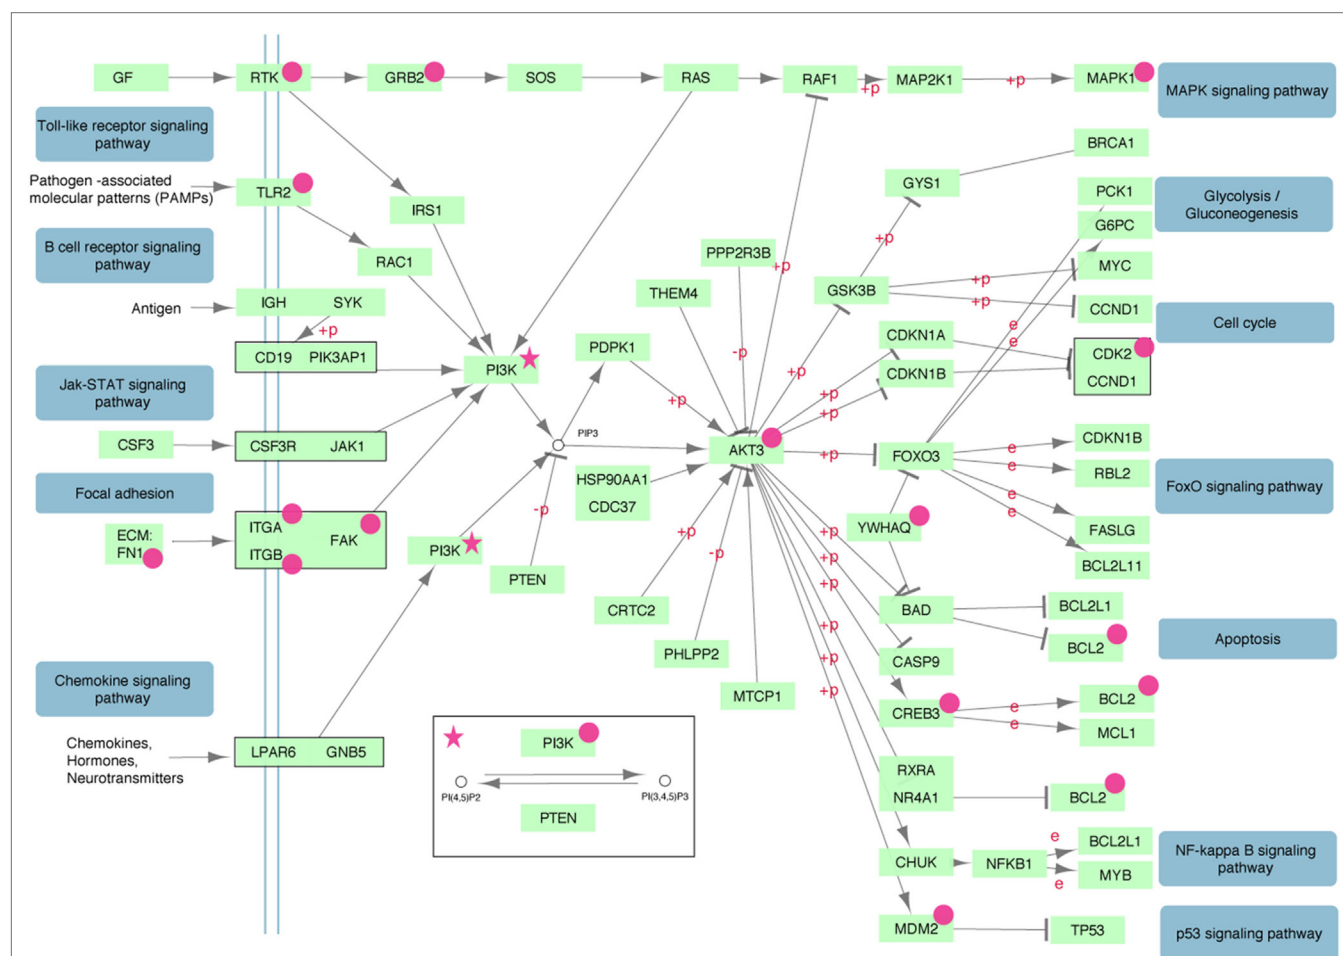 GF
RTK
GRB2
SOS
RAS
RAF1
+p
MAP2K1
+p
MAPK1
MAPK signaling pathway
Toll-like receptor signaling
pathway
Pathogen -associated
molecular patterns (PAMPs)
TLR2
IRS1
RAC1
BRCA1
GYS1
PCK1
G6PC
Glycolysis /
Gluconeogenesis
B cell receptor signaling
pathway
Antigen
IGH
SYK
+p
CD19
PIK3AP1
PPP2R3B
+p
THEM4
+p
GSK3B
+p
+p
MYC
CCND1
Cell cycle
PI3K
PDPK1
+p
-p
+p
CDKN1A
CDKN1B
+p
+p
e
e
CDK2
CCND1
Jak-STAT signaling
pathway
CSF3
CSF3R
JAK1
PIP3
AKT3
+p
FOXO3
e
e
e
e
CDKN1B
RBL2
FASLG
BCL2L11
FoxO signaling pathway
Focal adhesion
ECM:
FN1
ITGA
ITGB
FAK
PI3K
-p
PTEN
HSP90AA1
CDC37
+p
-p
CRTC2
PHLPP2
MTCP1
YWHAQ
+p
+p
+p
+p
+p
+p
BAD
BCL2L1
BCL2
Apoptosis
CASP9
CREB3
e
e
BCL2
MCL1
Chemokine signaling
pathway
Chemokines,
Hormones,
Neurotransmitters
LPAR6
GNB5
PI3K
PI(4,5)P2
PI(3,4,5)P3
PTEN
RXRA
NR4A1
BCL2
CHUK
NFKB1
e
e
BCL2L1
MYB
NF-kappa B signaling
pathway
MDM2
TP53
p53 signaling pathway